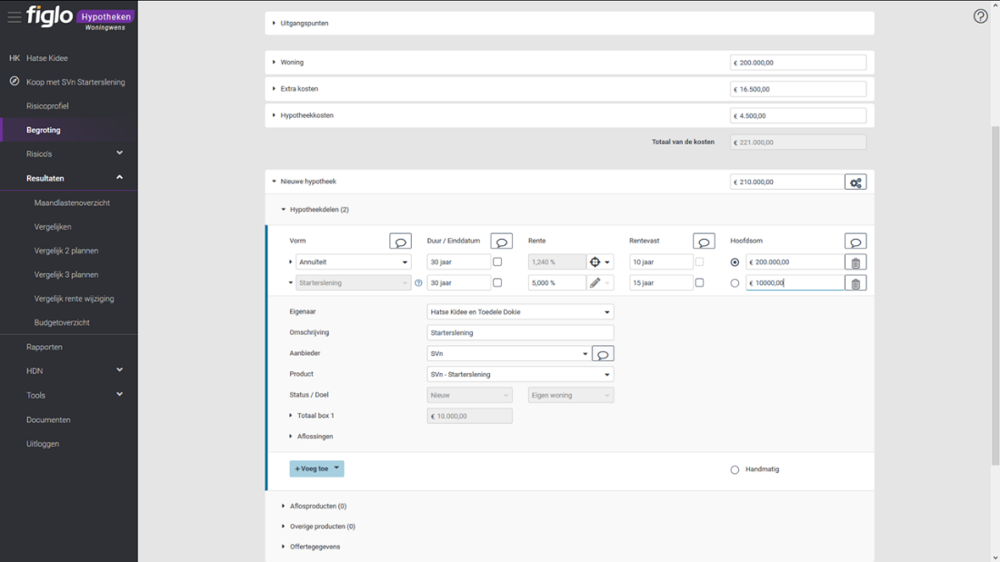 figlo Hypotheken
Woningwens
HK Hatse Kidee
Koop met SVn Starterslening
Risicoprofiel
Begroting
Risico's
Resultaten
Maandlastenoverzicht
Vergelijken
Vergelijk 2 plannen
Vergelijk 3 plannen
Vergelijk rente wijziging
Budgetoverzicht
Rapporten
HDN
Tools
Documenten
Uitloggen
?
Uitgangspunten
Woning € 200.000,00
Extra kosten € 16.500,00
Hypotheekkosten € 4.500,00
Totaal van de kosten € 221.000,00
Nieuwe hypotheek € 210.000,00
Hypotheekdelen (2)
Vorm Duur / Einddatum Rente Rentevast Hoofdsom
Annuïteit 30 jaar 1,240 % 10 jaar € 200.000,00
Starterslening ? 30 jaar 5,000 % 15 jaar € 10000,00
Eigenaar Hatse Kidee en Toedele Dokie
Omschrijving Starterslening
Aanbieder SVn
Product SVn - Starterslening
Status / Doel Nieuw Eigen woning
Totaal box 1 € 10.000,00
Aflossingen
+ Voeg toe Handmatig
Aflosproducten (0)
Overige producten (0)
Offertegegevens